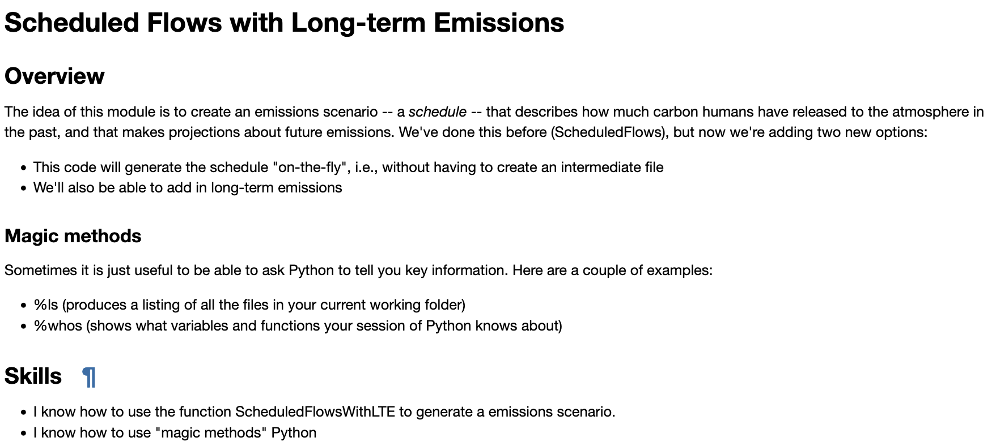 Scheduled Flows with Long-term Emissions
Overview
The idea of this module is to create an emissions scenario -- a schedule -- that describes how much carbon humans have released to the atmosphere in
the past, and that makes projections about future emissions. We've done this before (ScheduledFlows), but now we're adding two new options:
• This code will generate the schedule "on-the-fly", i.e., without having to create an intermediate file
• We'll also be able to add in long-term emissions
Magic methods
Sometimes it is just useful to be able to ask Python to tell you key information. Here are a couple of examples:
• %ls (produces a listing of all the files in your current working folder)
• %whos (shows what variables and functions your session of Python knows about)
Skills ¶
• I know how to use the function ScheduledFlowsWithLTE to generate a emissions scenario.
• I know how to use "magic methods" Python